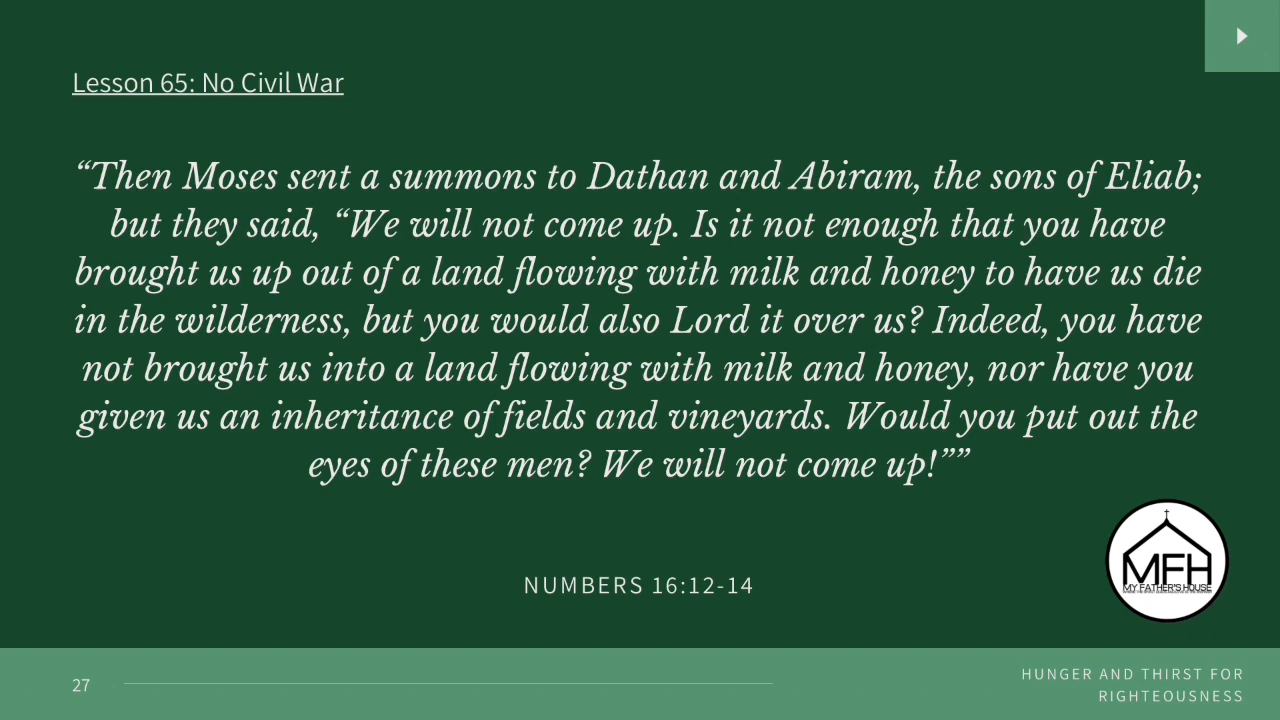 Lesson 65: No Civil War
“Then Moses sent a summons to Dathan and Abiram, the sons of Eliab;
but they said, “We will not come up. Is it not enough that you have
brought us up out of a land flowing with milk and honey to have us die
in the wilderness, but you would also Lord it over us? Indeed, you have
not brought us into a land flowing with milk and honey, nor have you
given us an inheritance of fields and vineyards. Would you put out the
eyes of these men? We will not come up!””
NUMBERS 16:12-14
MFH
MY FATHER'S HOUSE
27
HUNGER AND THIRST FOR
RIGHTEOUSNESS